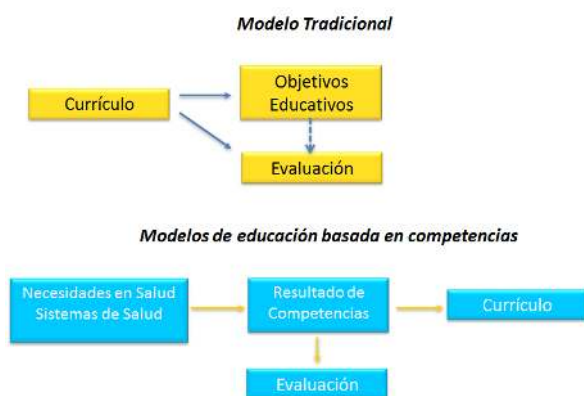 Modelo Tradicional
Currículo
Objetivos
Educativos
Evaluación
Modelos de educación basada en competencias
Necesidades en Salud
Sistemas de Salud
Resultado de
Competencias
Currículo
Evaluación